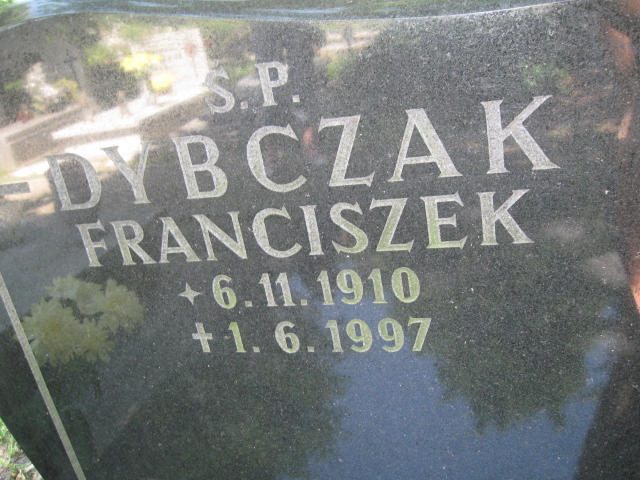 S.P.
DYBCZAK
FRANCISZEK
6.11.1910
1.6.1997